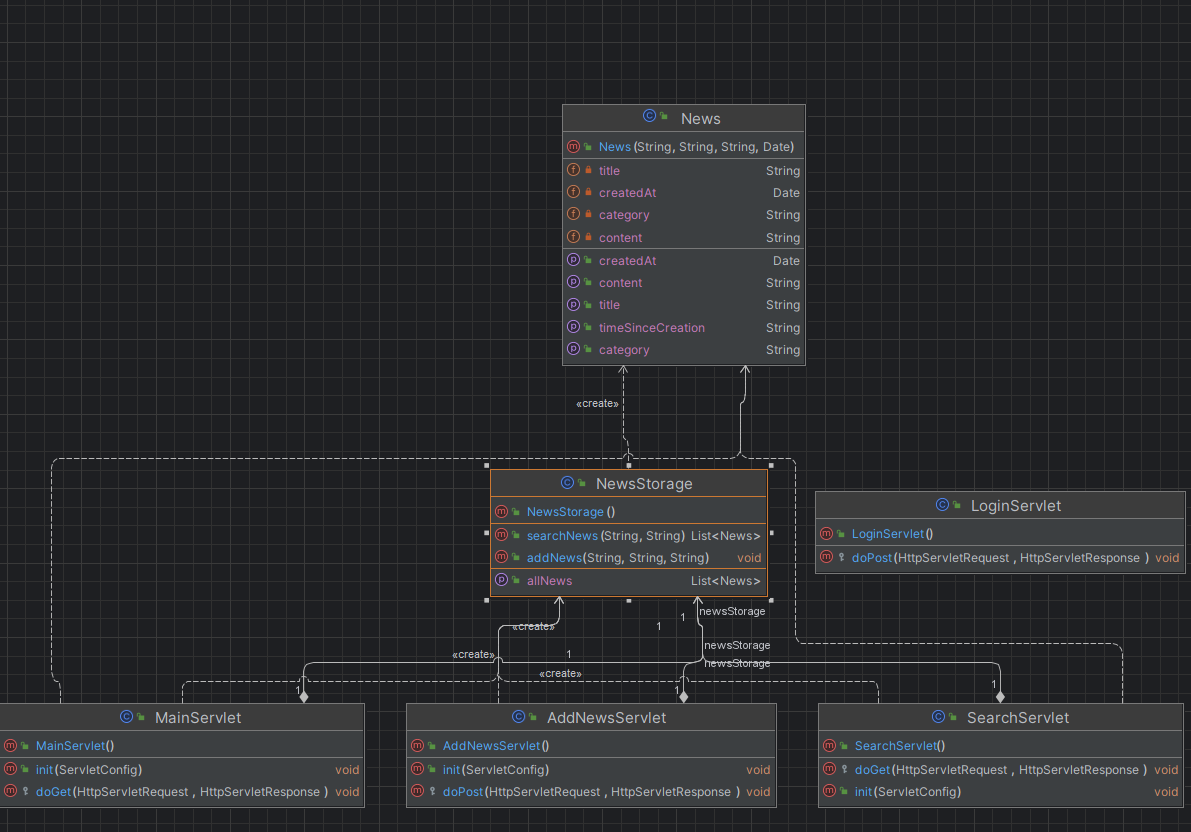 News
News(String, String, String, Date)
title String
createdAt Date
category String
content String
createdAt Date
content String
title String
timeSinceCreation String
category String
«create»
NewsStorage
NewsStorage()
searchNews(String, String) List<News>
addNews(String, String, String) void
allNews List<News>
LoginServlet
LoginServlet()
doPost(HttpServletRequest , HttpServletResponse ) void
newsStorage
1
«create»
1
newsStorage
«create»
1
newsStorage
«create»
1
1
1
MainServlet
MainServlet()
init(ServletConfig) void
doGet(HttpServletRequest , HttpServletResponse ) void
AddNewsServlet
AddNewsServlet()
init(ServletConfig) void
doPost(HttpServletRequest , HttpServletResponse ) void
SearchServlet
SearchServlet()
doGet(HttpServletRequest , HttpServletResponse ) void
init(ServletConfig) void